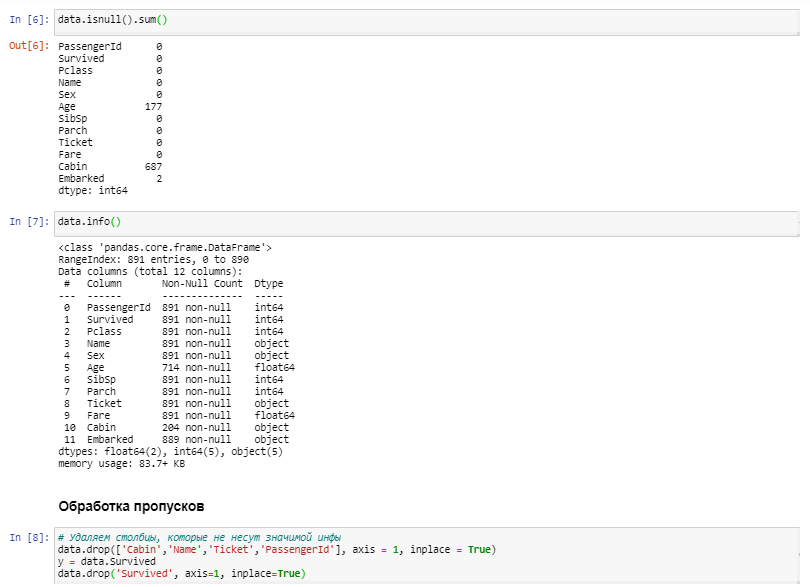 In [6]: data.isnull().sum()
Out[6]: PassengerId 0
Survived 0
Pclass 0
Name 0
Sex 0
Age 177
SibSp 0
Parch 0
Ticket 0
Fare 0
Cabin 687
Embarked 2
dtype: int64
In [7]: data.info()
<class 'pandas.core.frame.DataFrame'>
RangeIndex: 891 entries, 0 to 890
Data columns (total 12 columns):
# Column Non-Null Count Dtype
--- ------ -------------- -----
0 PassengerId 891 non-null int64
1 Survived 891 non-null int64
2 Pclass 891 non-null int64
3 Name 891 non-null object
4 Sex 891 non-null object
5 Age 714 non-null float64
6 SibSp 891 non-null int64
7 Parch 891 non-null int64
8 Ticket 891 non-null object
9 Fare 891 non-null float64
10 Cabin 204 non-null object
11 Embarked 889 non-null object
dtypes: float64(2), int64(5), object(5)
memory usage: 83.7+ KB
Обработка пропусков
In [8]: # Удаляем столбцы, которые не несут значимой инфы
data.drop(['Cabin','Name','Ticket','PassengerId'], axis = 1, inplace = True)
y = data.Survived
data.drop('Survived', axis=1, inplace=True)